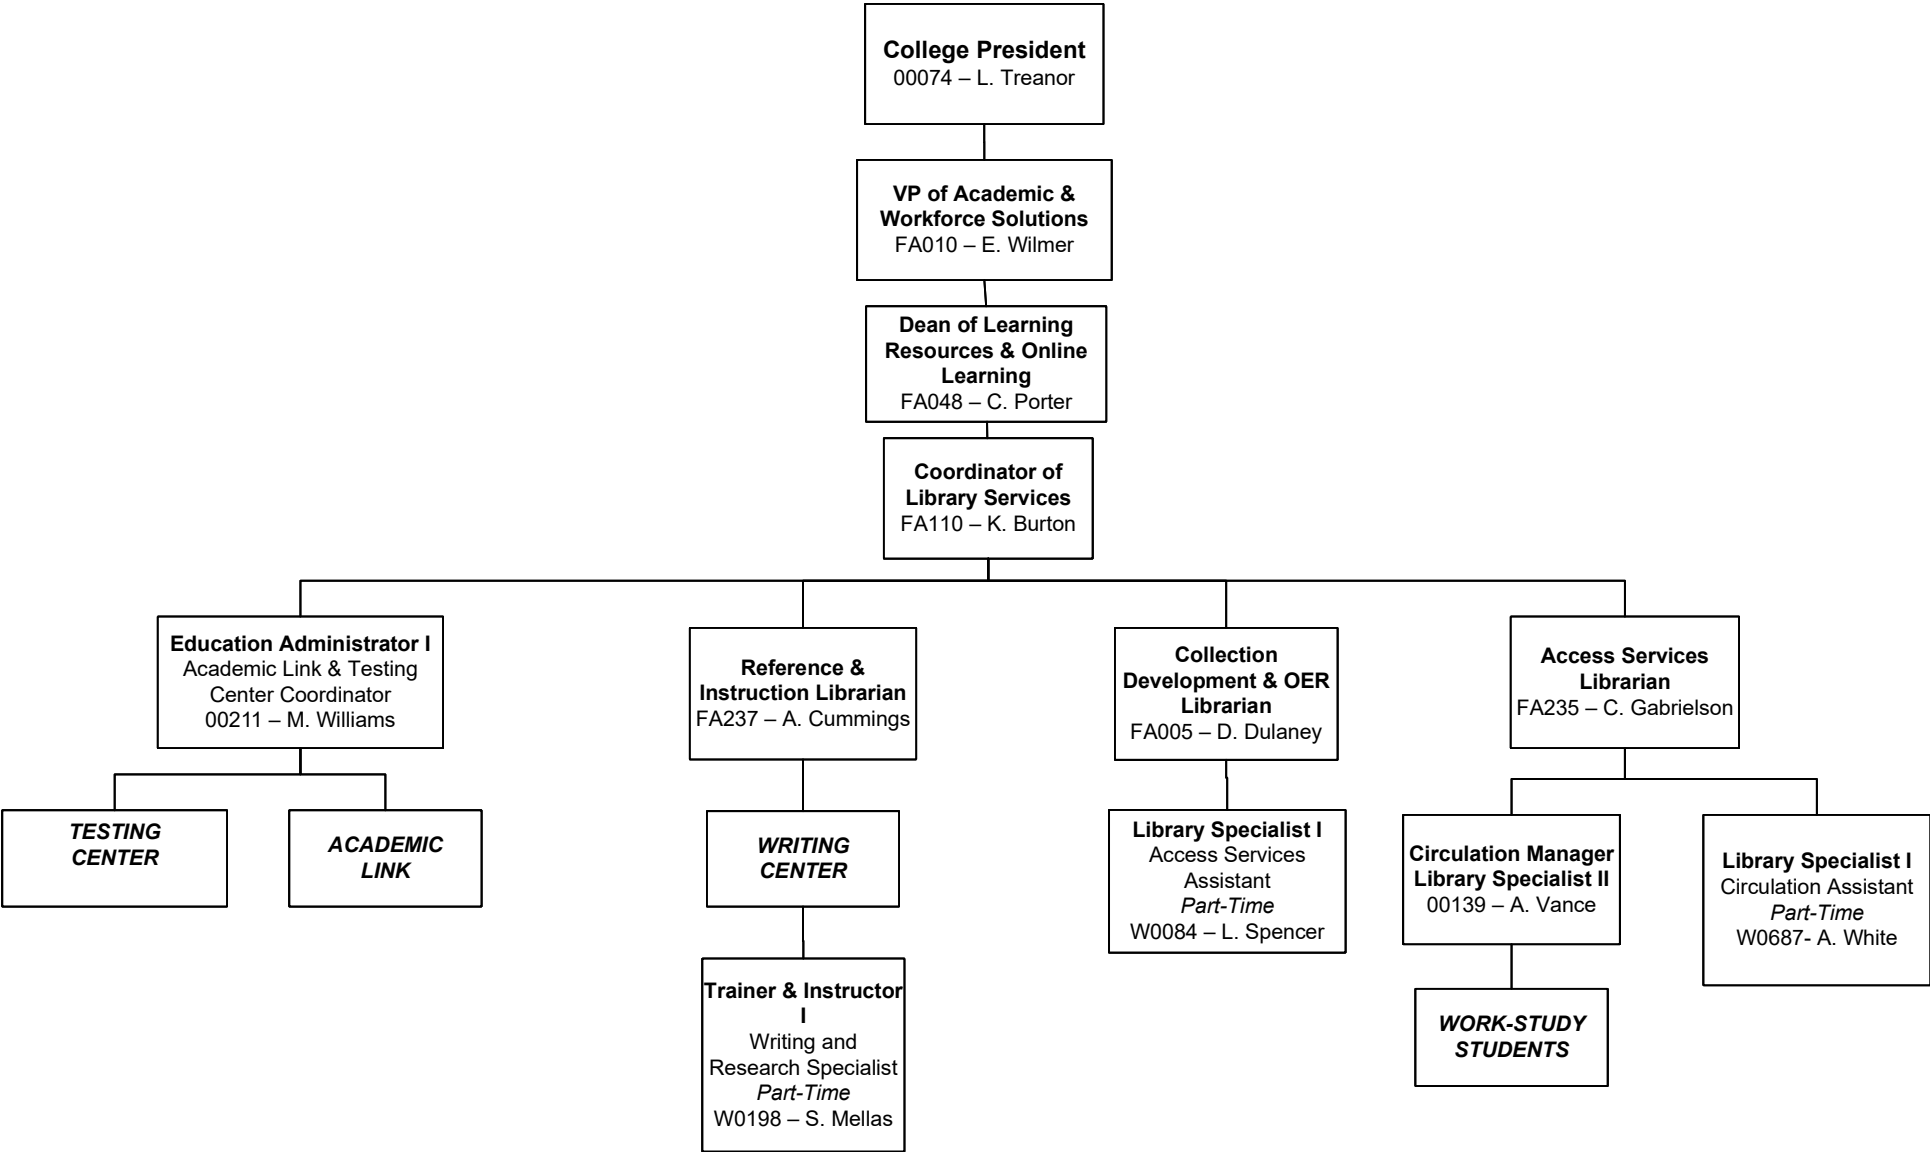 College President
00074 – L. Treanor
VP of Academic &
Workforce Solutions
FA010 – E. Wilmer
Dean of Learning
Resources & Online
Learning
FA048 – C. Porter
Coordinator of
Library Services
FA110 – K. Burton
Education Administrator I
Academic Link & Testing
Center Coordinator
00211 – M. Williams
Reference &
Instruction Librarian
FA237 – A. Cummings
Collection
Development & OER
Librarian
FA005 – D. Dulaney
Access Services
Librarian
FA235 – C. Gabrielson
TESTING
CENTER
ACADEMIC
LINK
WRITING
CENTER
Library Specialist I
Access Services
Assistant
Part-Time
W0084 – L. Spencer
Circulation Manager
Library Specialist II
00139 – A. Vance
Library Specialist I
Circulation Assistant
Part-Time
W0687- A. White
Trainer & Instructor
I
Writing and
Research Specialist
Part-Time
W0198 – S. Mellas
WORK-STUDY
STUDENTS